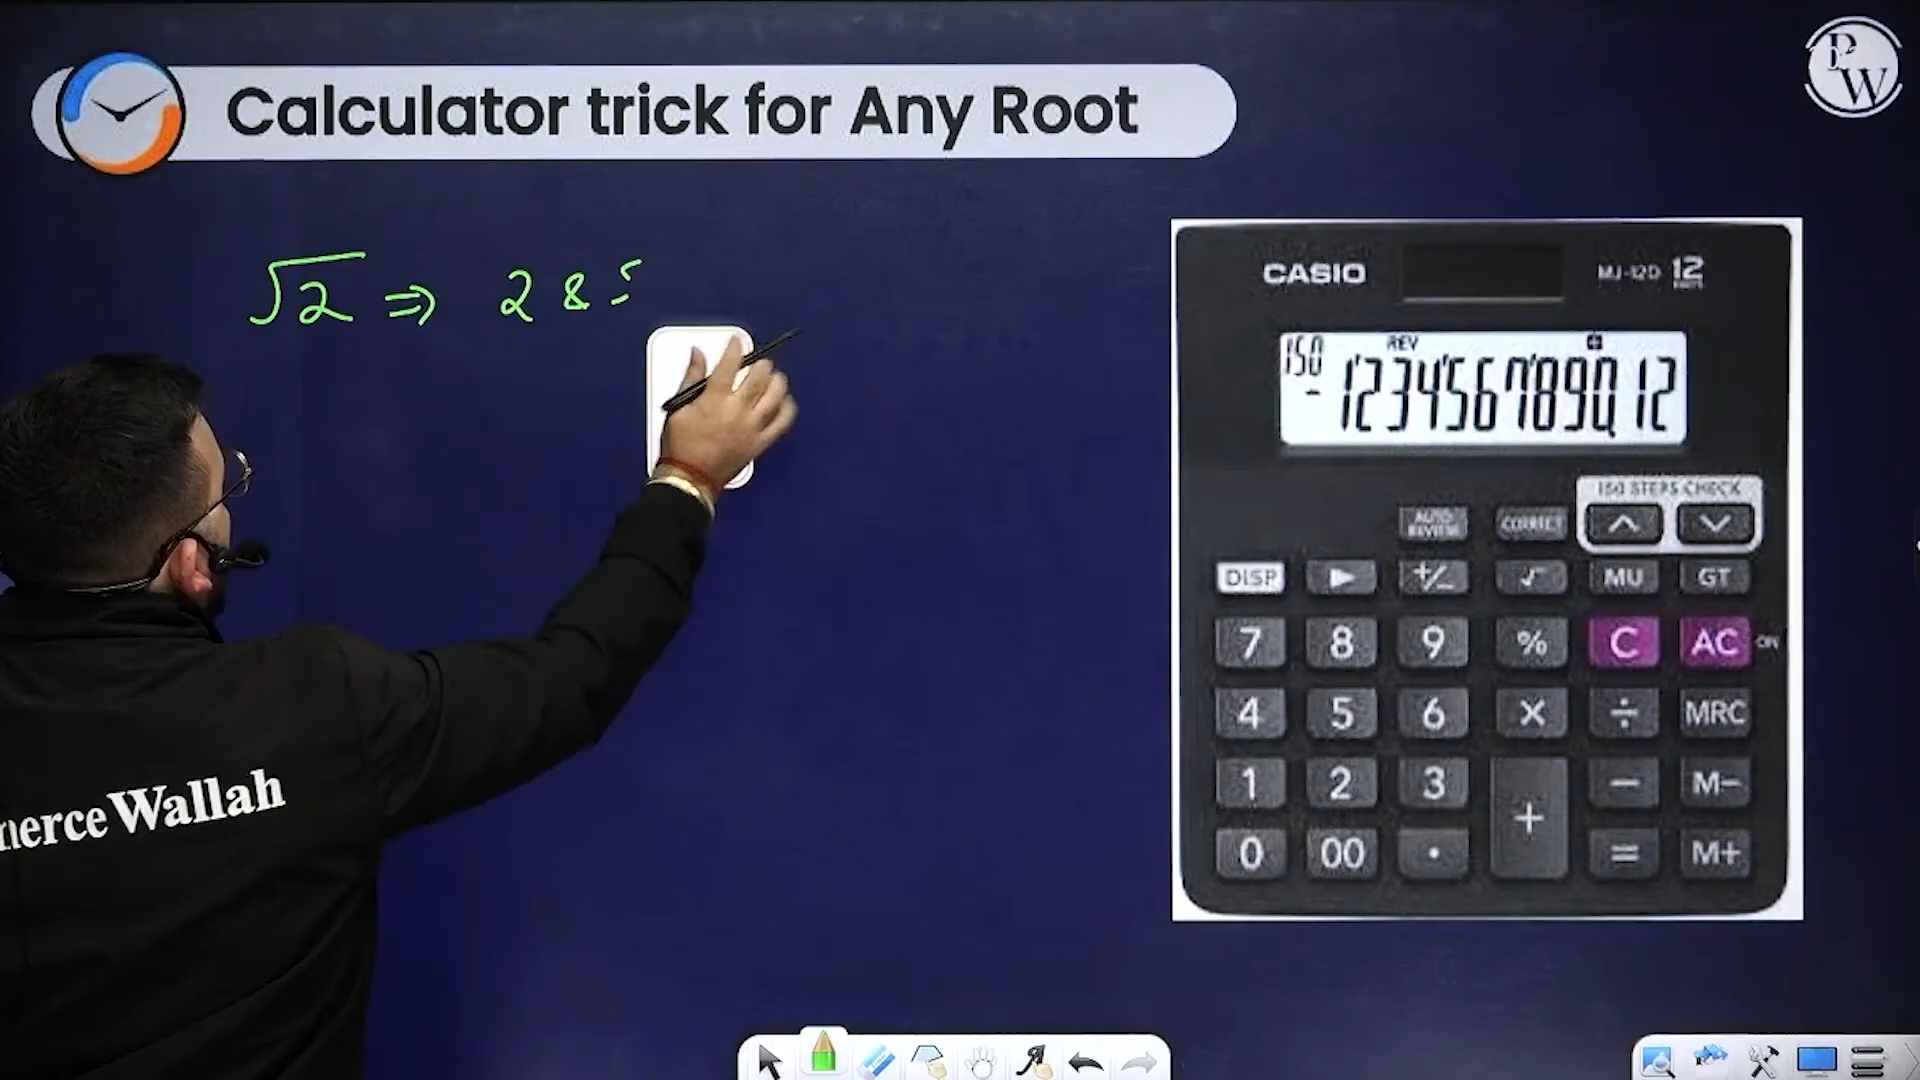 Calculator trick for Any Root
PW
√2 ⇒ 2 &
CASIO
MJ-12D 12
150 REV
-123456789012
150 STEPS CHECK
AUTO REVIEW CORRECT
DISP ▶ +/− √ MU GT
7 8 9 % C AC ON
4 5 6 × ÷ MRC
1 2 3 + − M−
0 00 · = M+
Wallah